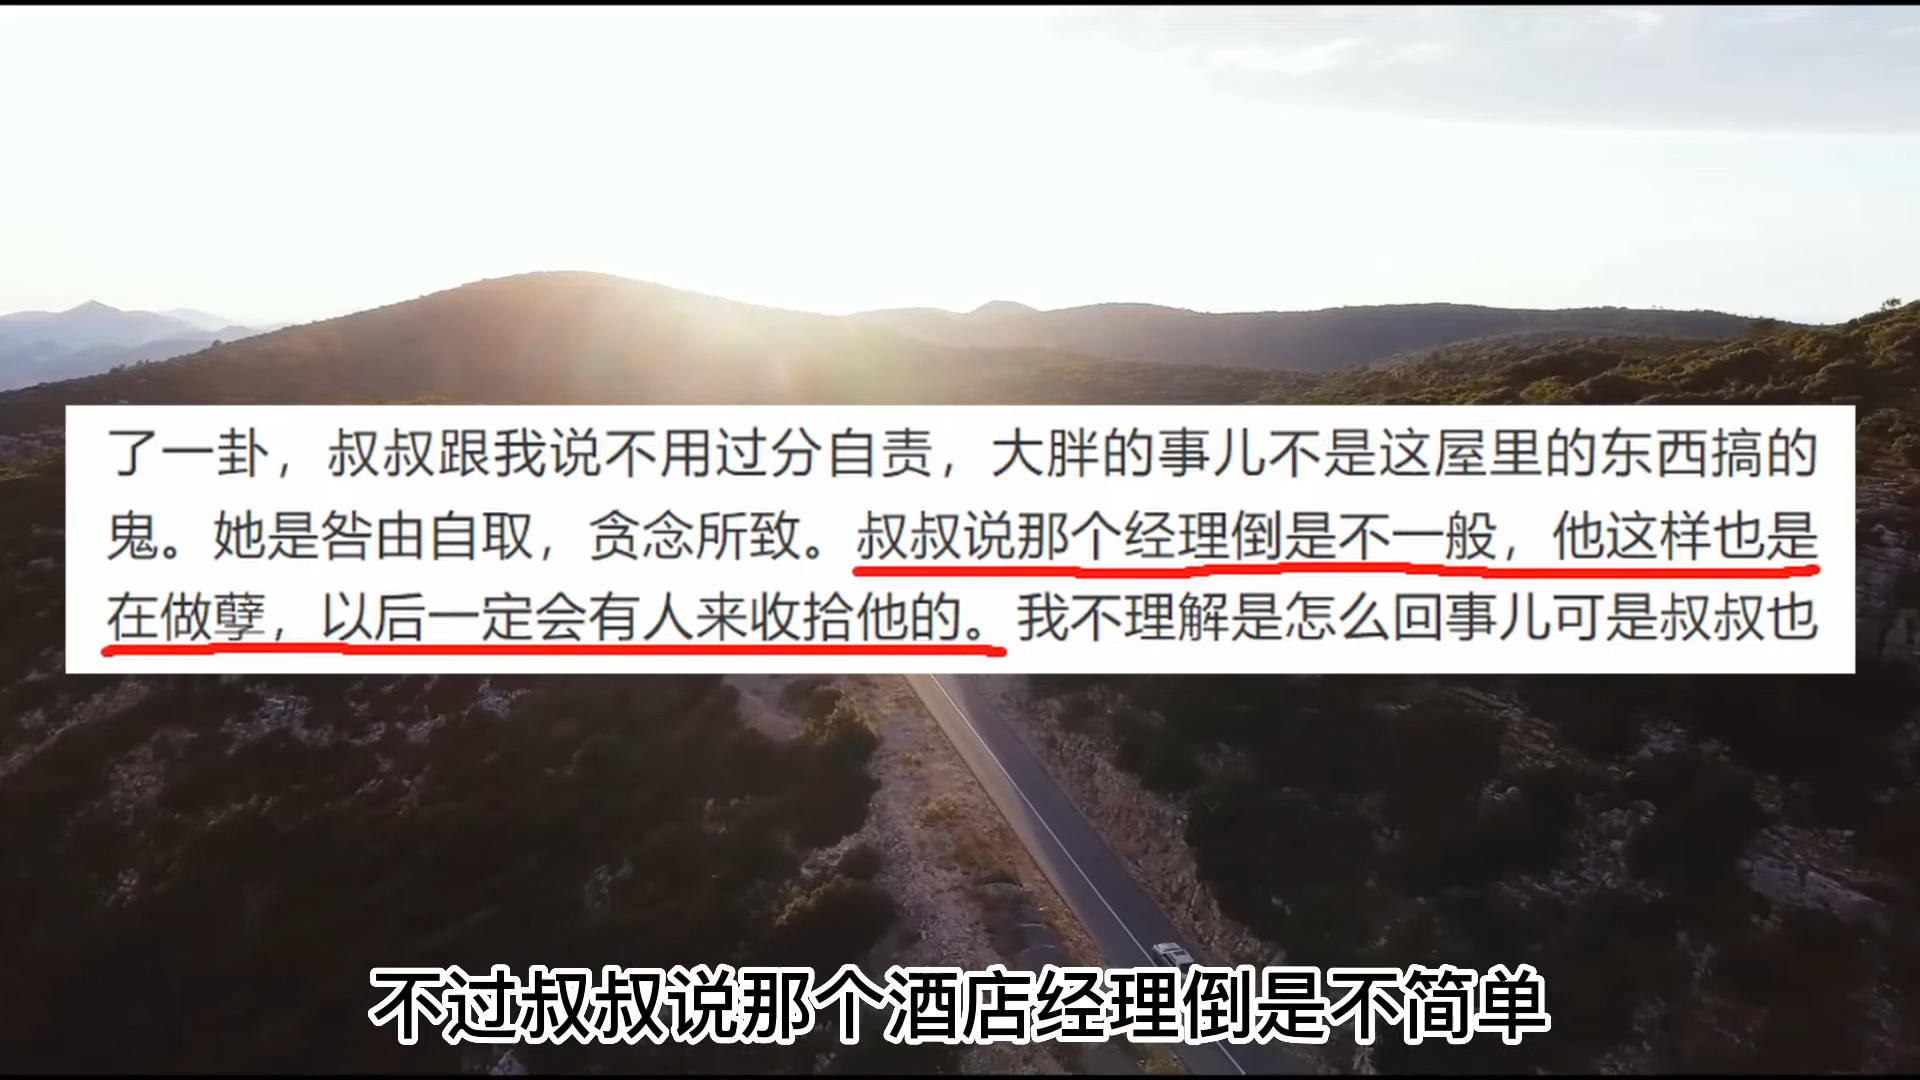 了一卦，叔叔跟我说不用过分自责，大胖的事儿不是这屋里的东西搞的
鬼。她是咎由自取，贪念所致。叔叔说那个经理倒是不一般，他这样也是
在做孽，以后一定会有人来收拾他的。我不理解是怎么回事儿可是叔叔也
不过叔叔说那个酒店经理倒是不简单